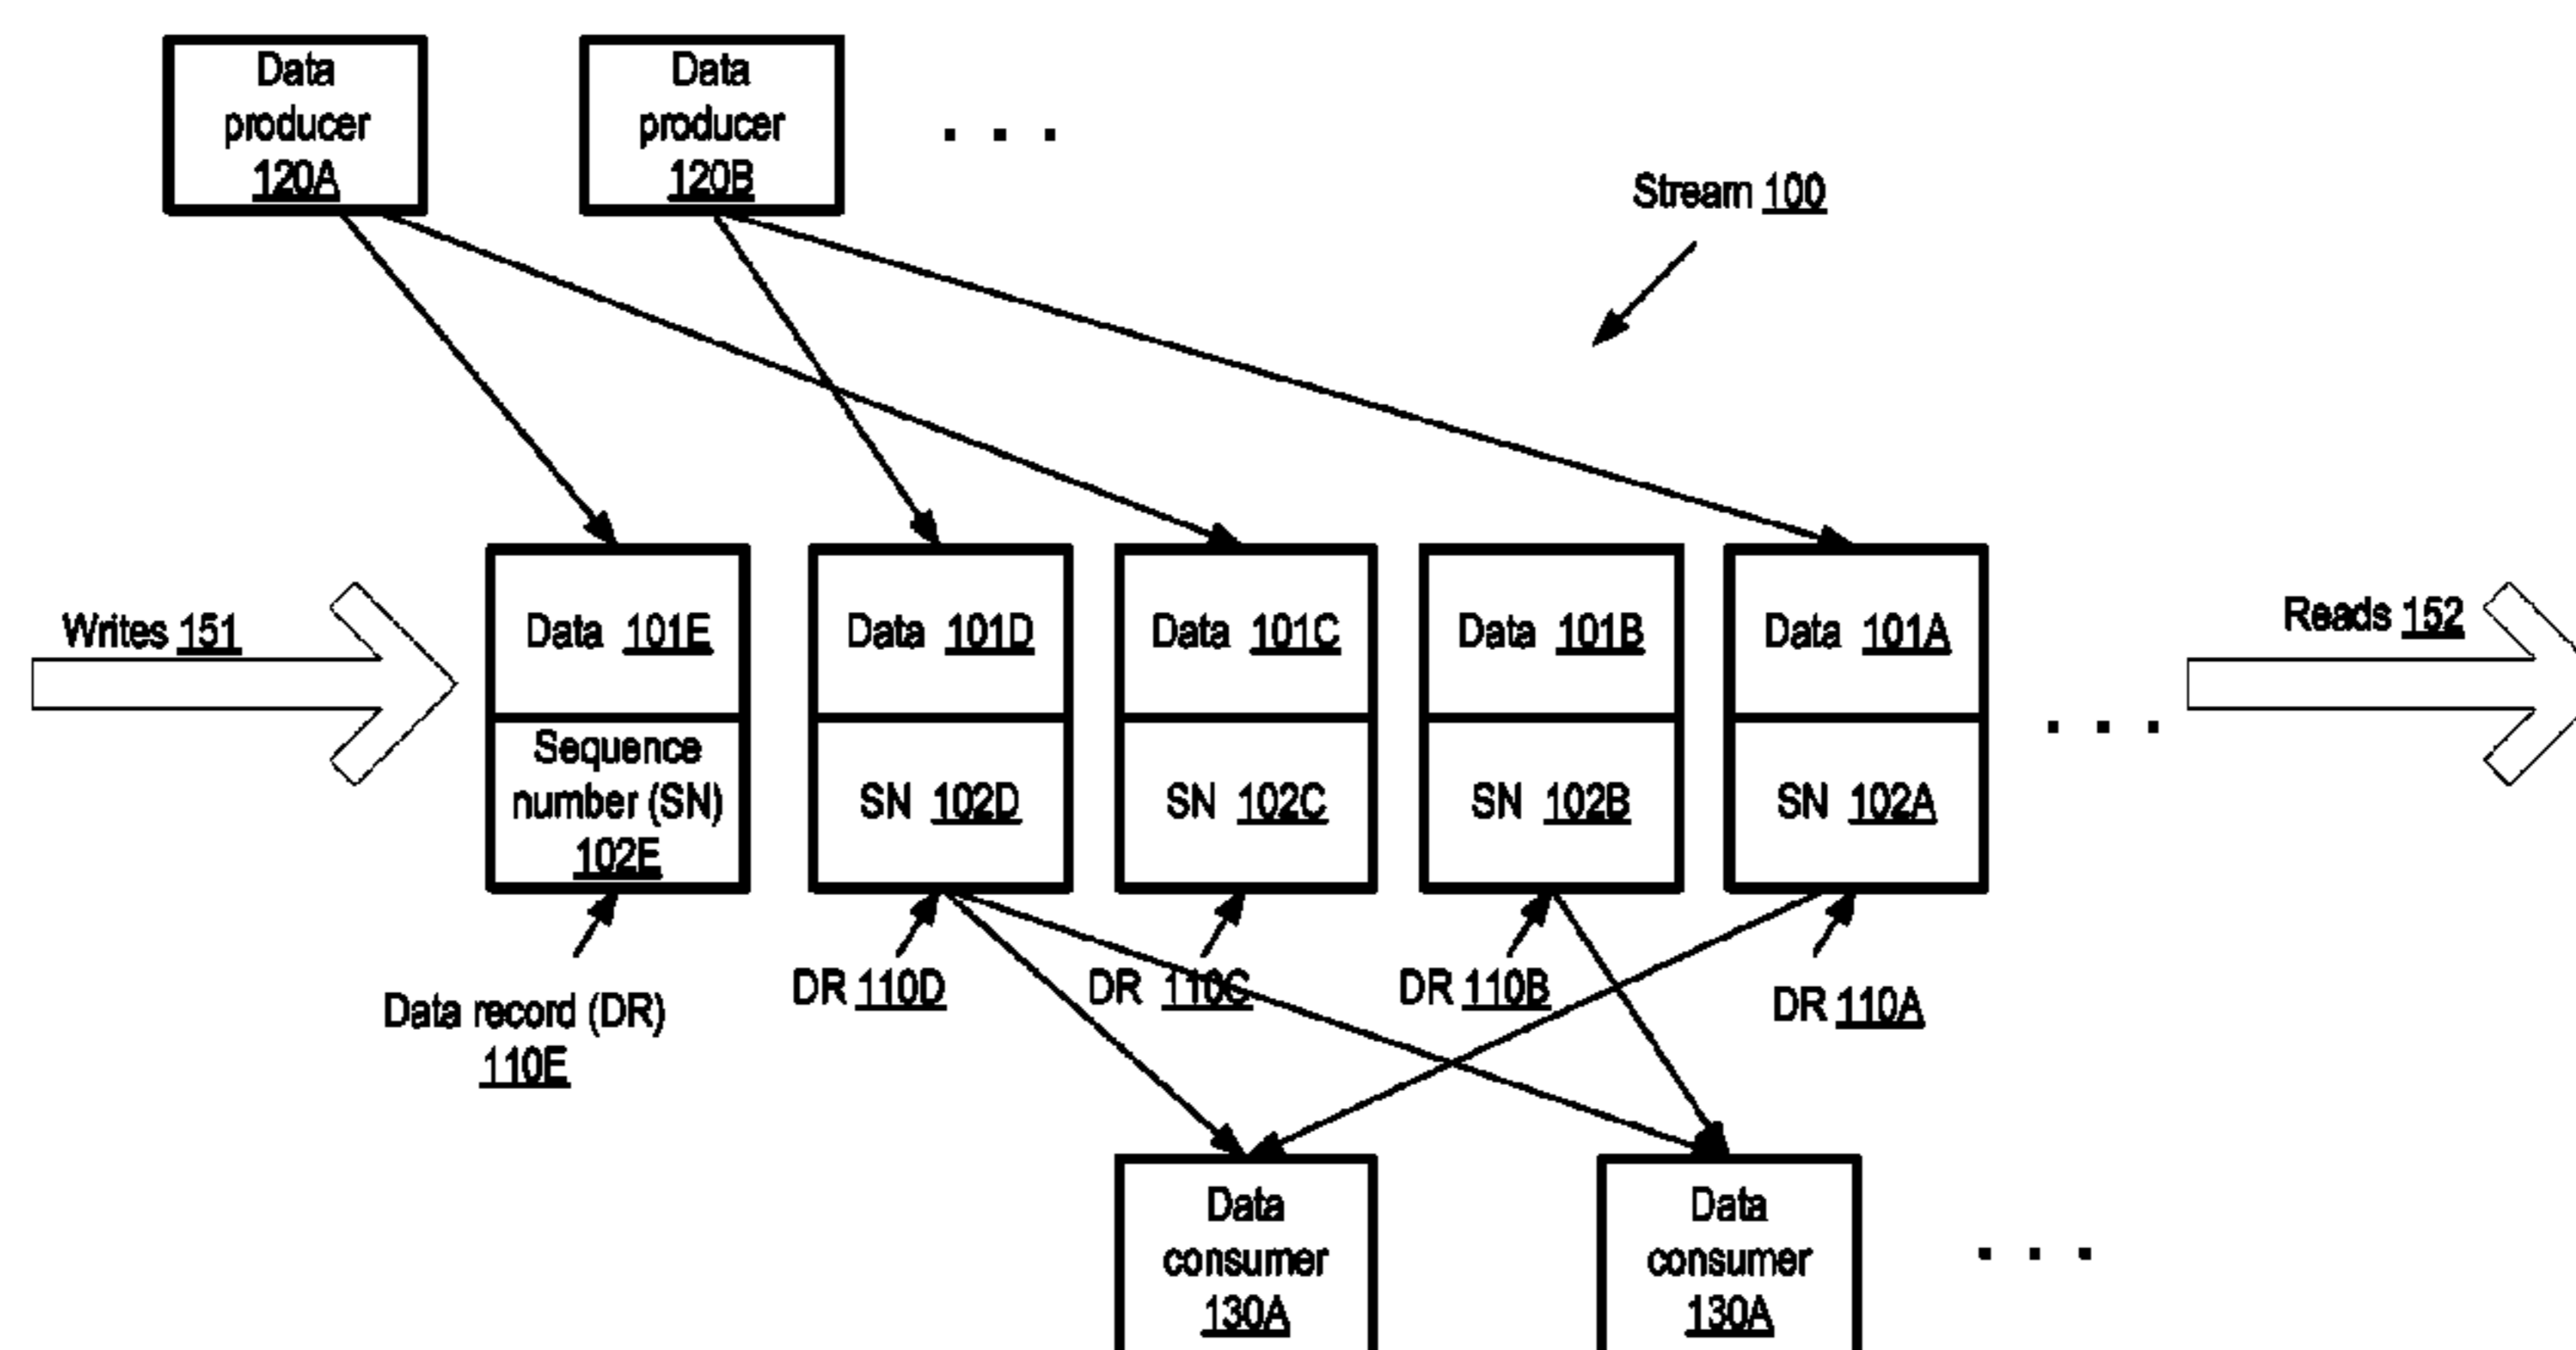 Data
producer
120A
Data
producer
120B
. . .
Stream 100
Writes 151
Data 101E
Data 101D
Data 101C
Data 101B
Data 101A
Reads 152
Sequence
number (SN)
102E
SN 102D
SN 102C
SN 102B
SN 102A
. . .
Data record (DR)
110E
DR 110D
DR 110C
DR 110B
DR 110A
Data
consumer
130A
Data
consumer
130A
. . .